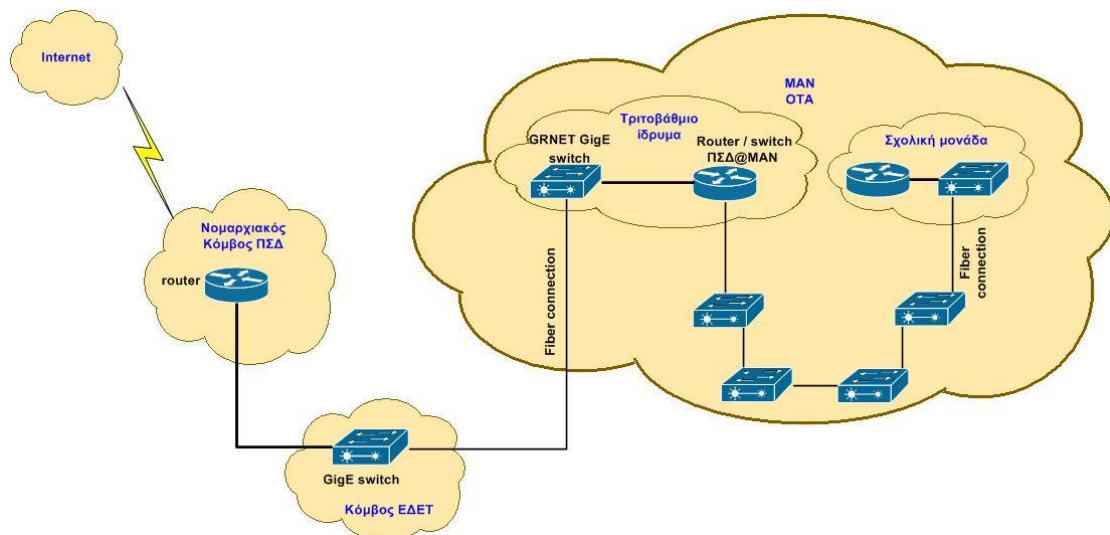 Internet
MAN
ΟΤΑ
Τριτοβάθμιο
ίδρυμα
GRNET GigE
switch
Router / switch
ΠΣΔ@MAN
Σχολική μονάδα
Νομαρχιακός
Κόμβος ΠΣΔ
router
Fiber connection
Fiber
connection
GigE switch
Κόμβος ΕΔΕΤ